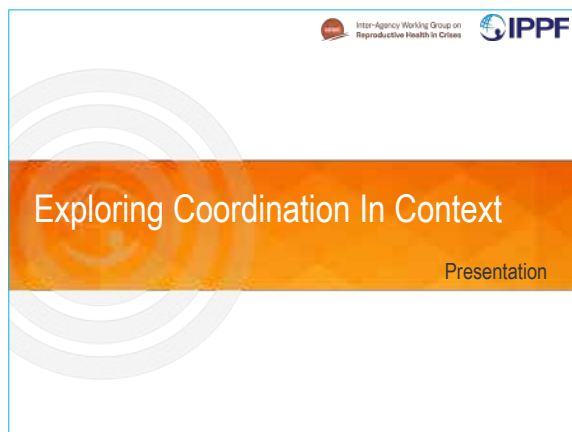 Inter-Agency Working Group on
Reproductive Health in Crises
IPPF
Exploring Coordination In Context
Presentation